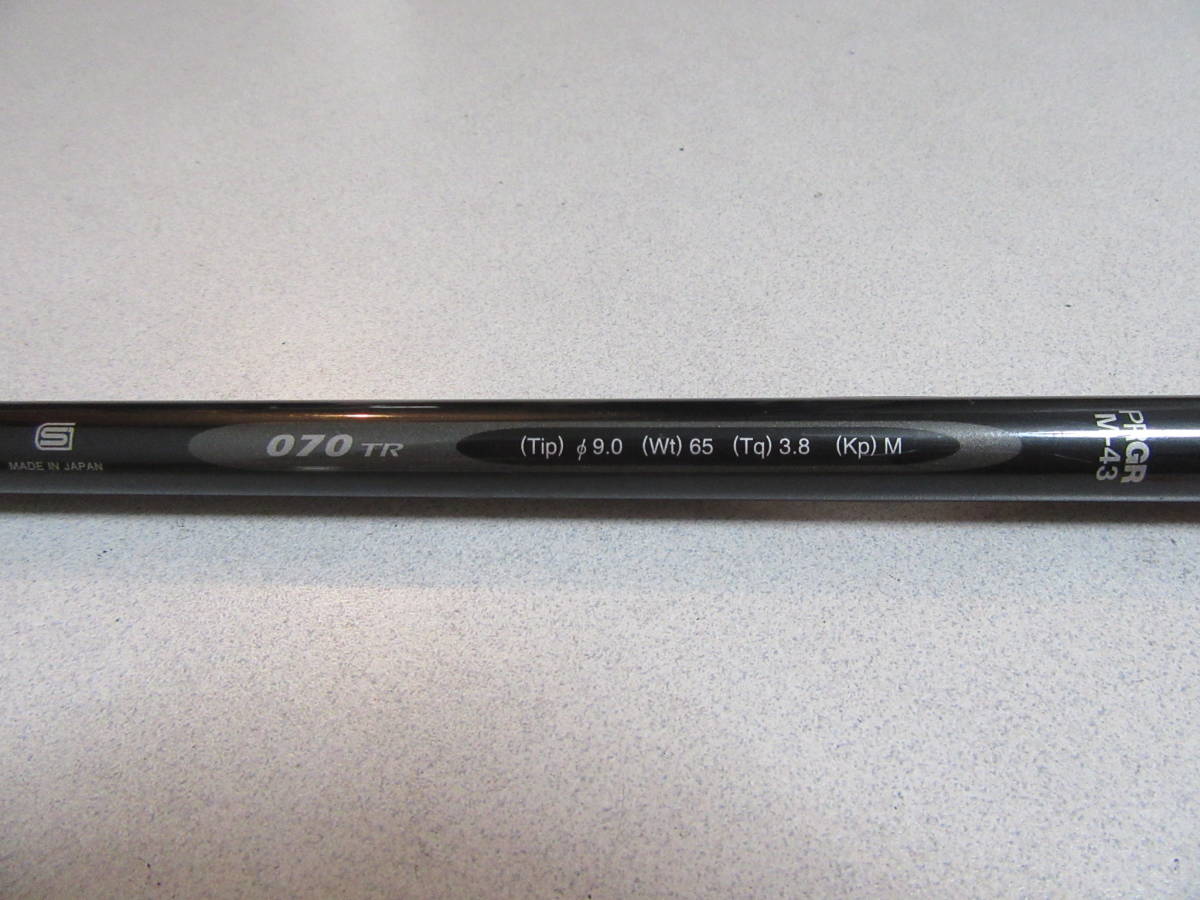 S
MADE IN JAPAN
070 TR
(Tip) φ9.0 (Wt) 65 (Tq) 3.8 (Kp) M
PRGR
M-43